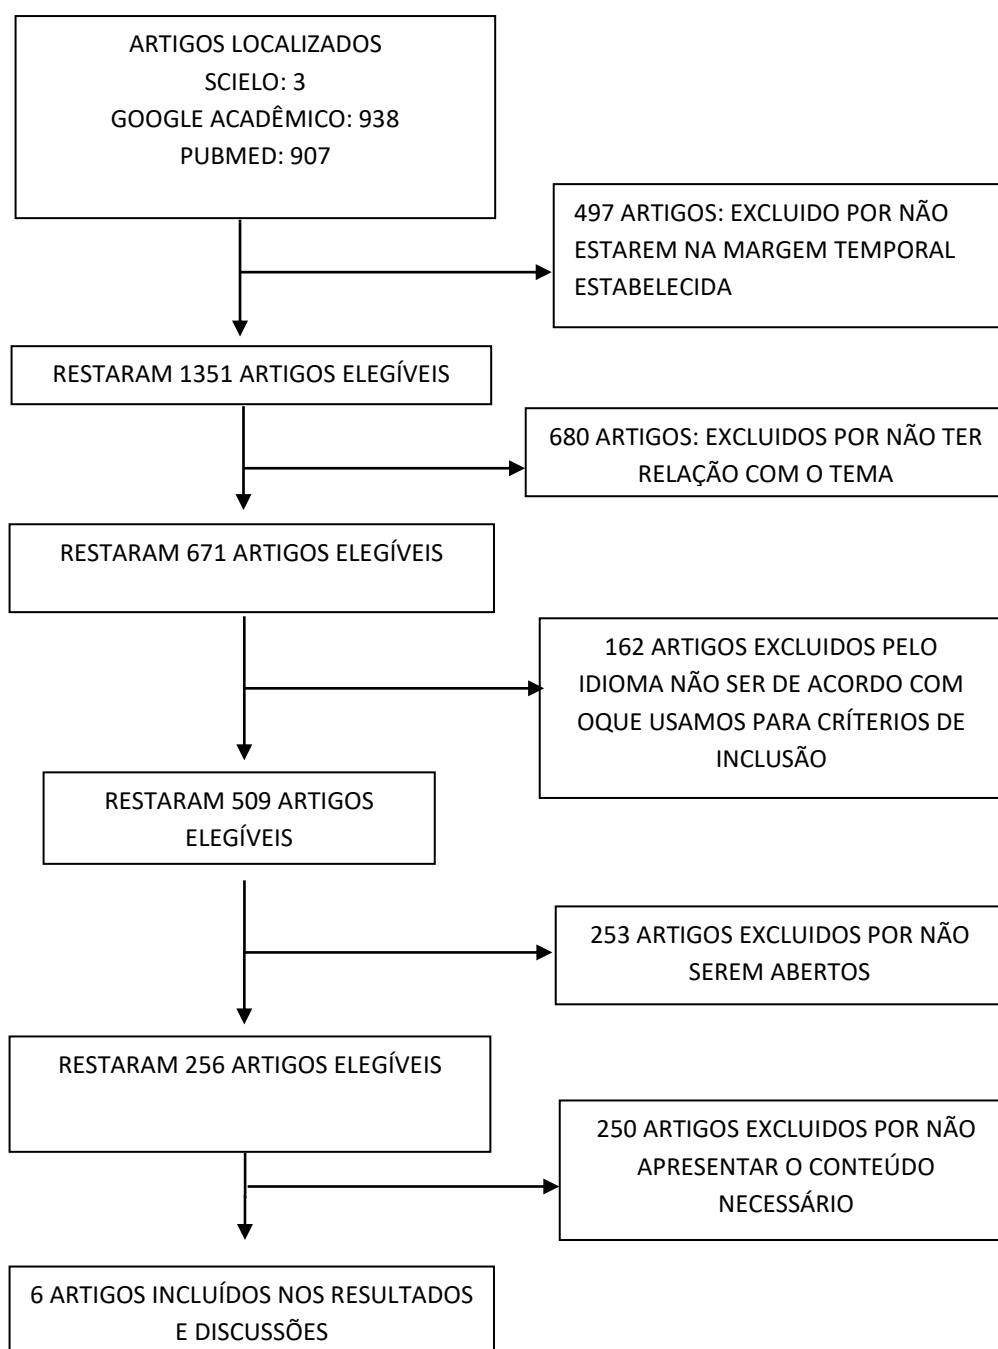 ARTIGOS LOCALIZADOS
SCIELO: 3
GOOGLE ACADÊMICO: 938
PUBMED: 907
497 ARTIGOS: EXCLUIDO POR NÃO
ESTAREM NA MARGEM TEMPORAL
ESTABELECIDA
RESTARAM 1351 ARTIGOS ELEGÍVEIS
680 ARTIGOS: EXCLUIDOS POR NÃO TER
RELAÇÃO COM O TEMA
RESTARAM 671 ARTIGOS ELEGÍVEIS
162 ARTIGOS EXCLUIDOS PELO
IDIOMA NÃO SER DE ACORDO COM
OQUE USAMOS PARA CRÍTERIOS DE
INCLUSÃO
RESTARAM 509 ARTIGOS
ELEGÍVEIS
253 ARTIGOS EXCLUIDOS POR NÃO
SEREM ABERTOS
RESTARAM 256 ARTIGOS ELEGÍVEIS
250 ARTIGOS EXCLUIDOS POR NÃO
APRESENTAR O CONTEÚDO
NECESSÁRIO
6 ARTIGOS INCLUÍDOS NOS RESULTADOS
E DISCUSSÕES